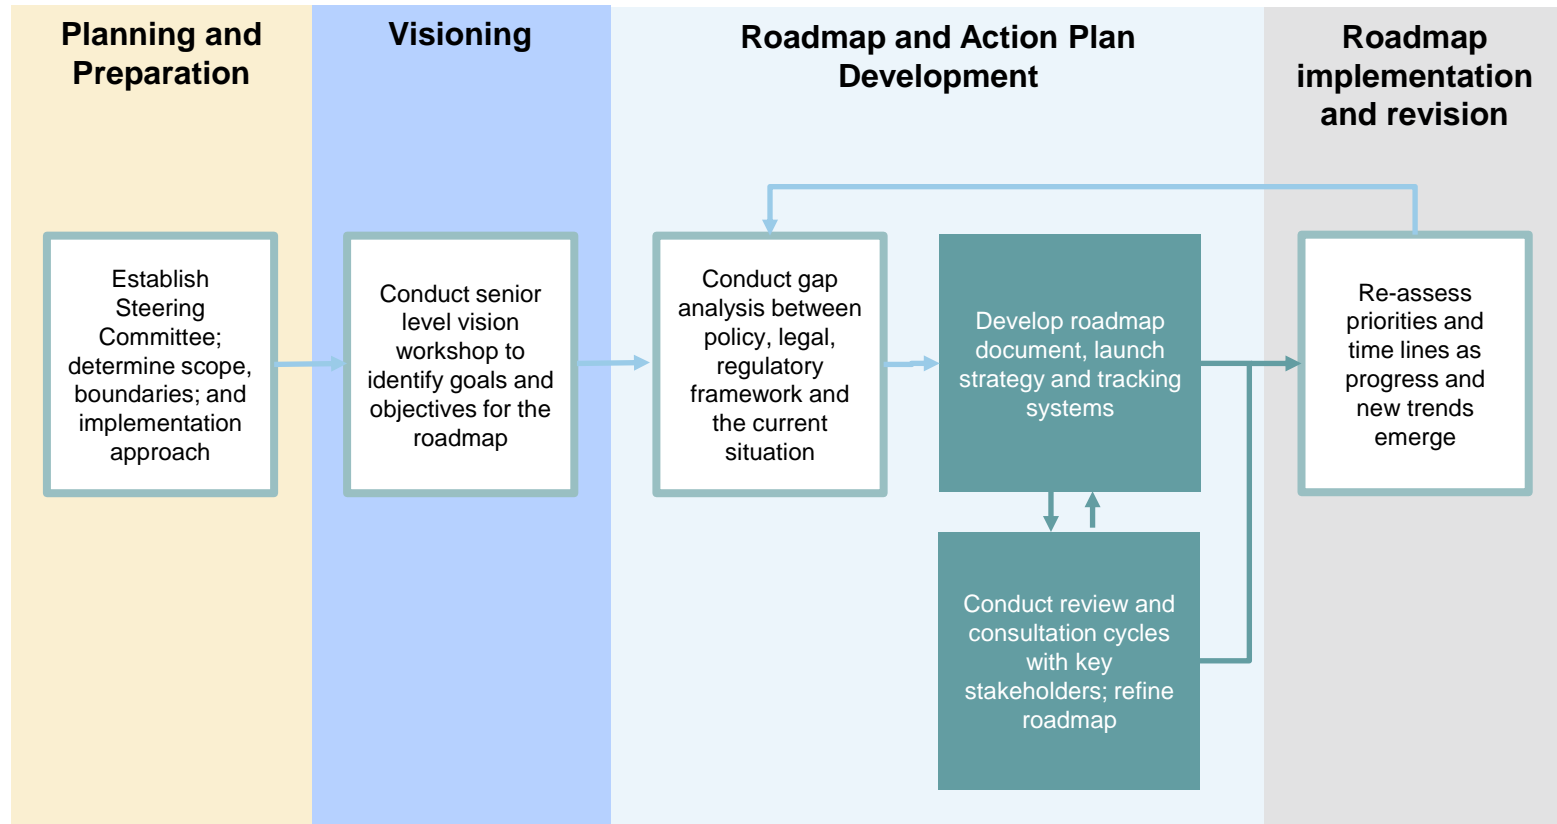 Planning and
Preparation
Visioning
Roadmap and Action Plan
Development
Roadmap
implementation
and revision
Establish
Steering
Committee;
determine scope,
boundaries; and
implementation
approach
Conduct senior
level vision
workshop to
identify goals and
objectives for the
roadmap
Conduct gap
analysis between
policy, legal,
regulatory
framework and
the current
situation
Develop roadmap
document, launch
strategy and tracking
systems
Conduct review and
consultation cycles
with key
stakeholders; refine
roadmap
Re-assess
priorities and
time lines as
progress and
new trends
emerge